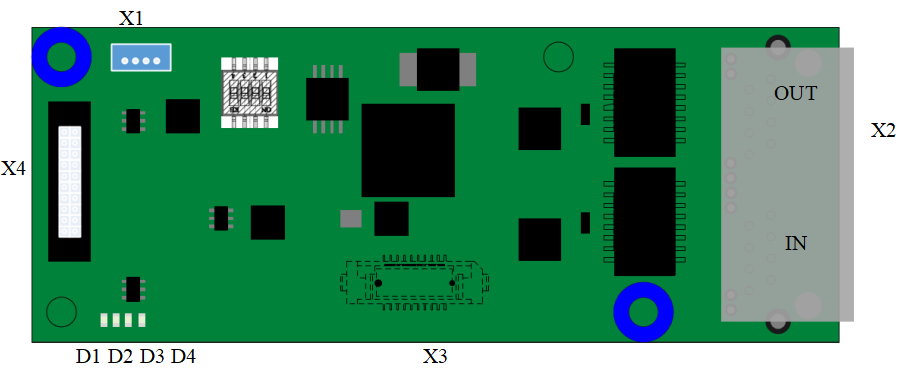 X1
OUT
X2
X4
IN
D1 D2 D3 D4
X3